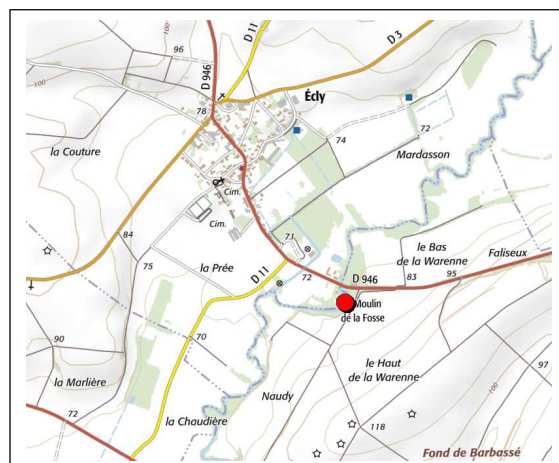 96
100
D 946
D 11
D 3
100
Écly
78
la Couture
74
72
Mardasson
Cim.
Cim.
84
71
le Bas
de la Warenne
Faliseux
75
la Prée
D 11
72
D 946
83
95
Moulin
de la Fosse
90
70
le Haut
de la Warenne
97
100
la Marlière
Naudy
72
la Chaudière
118
Fond de Barbassé